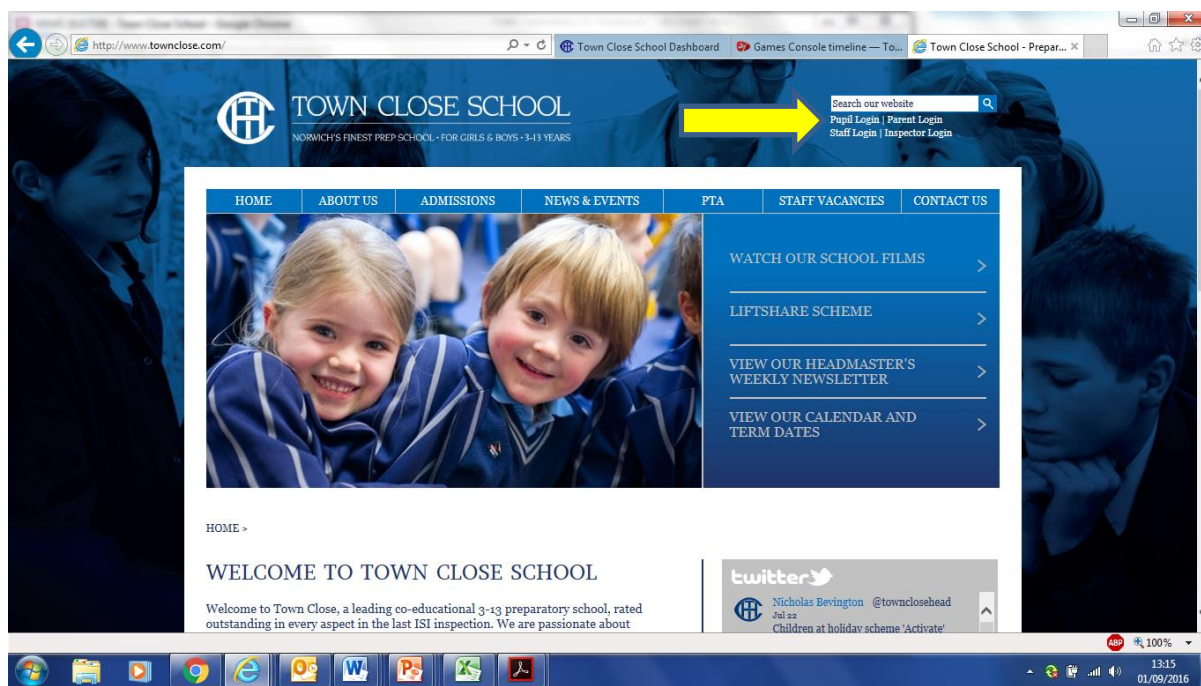 http://www.townclose.com/
Town Close School Dashboard
Games Console timeline — To...
Town Close School - Prepar...
TOWN CLOSE SCHOOL
NORWICH'S FINEST PREP SCHOOL · FOR GIRLS & BOYS · 3-13 YEARS
Search our website
Pupil Login | Parent Login
Staff Login | Inspector Login
HOME ABOUT US ADMISSIONS NEWS & EVENTS PTA STAFF VACANCIES CONTACT US
WATCH OUR SCHOOL FILMS
LIFTSHARE SCHEME
VIEW OUR HEADMASTER'S
WEEKLY NEWSLETTER
VIEW OUR CALENDAR AND
TERM DATES
HOME >
WELCOME TO TOWN CLOSE SCHOOL
Welcome to Town Close, a leading co-educational 3-13 preparatory school, rated
outstanding in every aspect in the last ISI inspection. We are passionate about
twitter
Nicholas Bevington @townclosehead
Jul 22
Children at holiday scheme 'Activate'
ABP
100%
13:15
01/09/2016